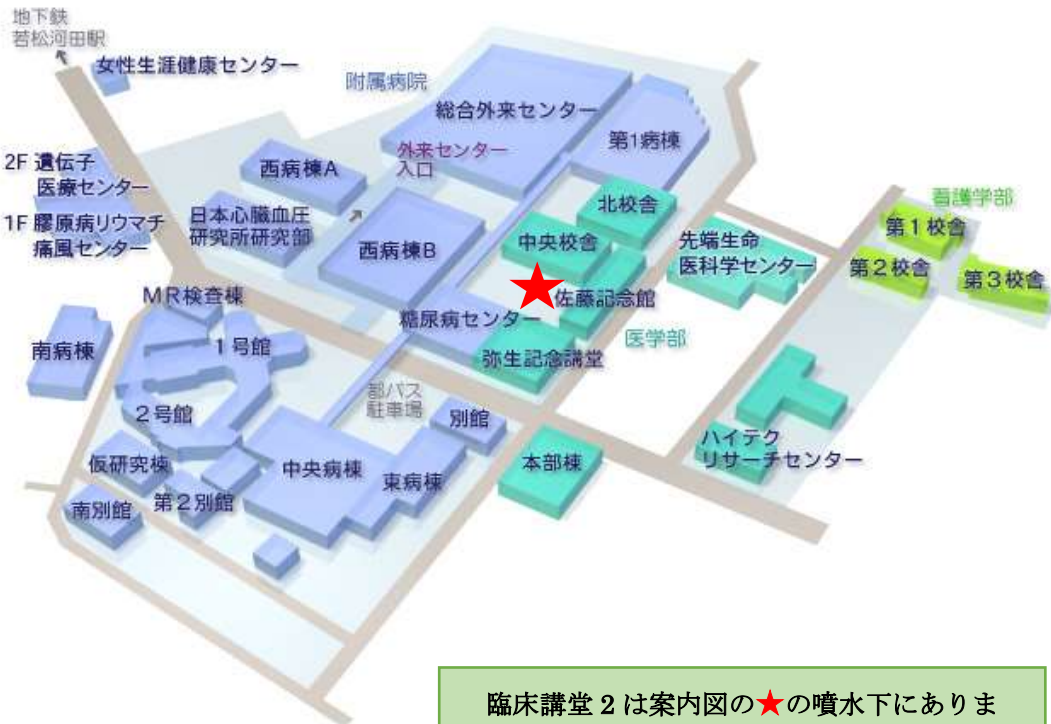 地下鉄
若松河田駅
女性生涯健康センター
附属病院
総合外来センター
第1病棟
外来センター
入口
西病棟A
2F 遺伝子
医療センター
1F 膠原病リウマチ
痛風センター
日本心臓血圧
研究所研究部
西病棟B
北校舎
中央校舎
先端生命
医科学センター
看護学部
第1校舎
第2校舎
第3校舎
佐藤記念館
糖尿病センター
医学部
弥生記念講堂
MR検査棟
南病棟
1号館
都バス
駐車場
2号館
別館
仮研究棟
中央病棟
東病棟
本部棟
ハイテク
リサーチセンター
第2別館
南別館
臨床講堂 2 は案内図の★の噴水下にありま